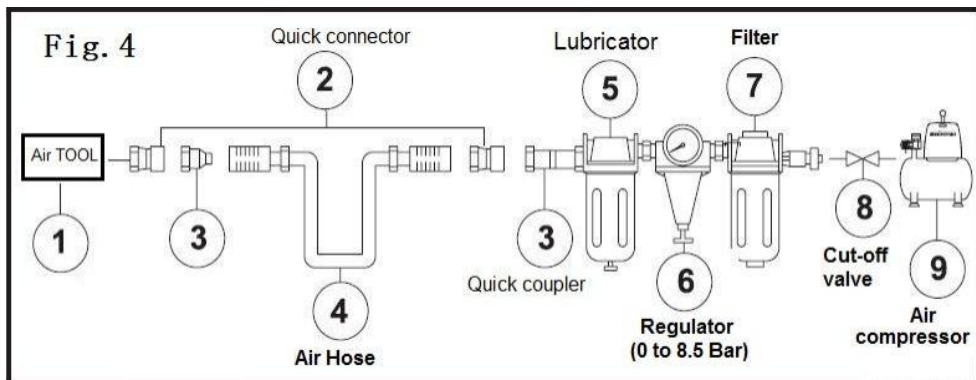 Fig. 4
Quick connector
2
Lubricator
5
Filter
7
Air TOOL
1
3
4
Air Hose
3
Quick coupler
6
Regulator
(0 to 8.5 Bar)
8
Cut-off
valve
9
Air
compressor